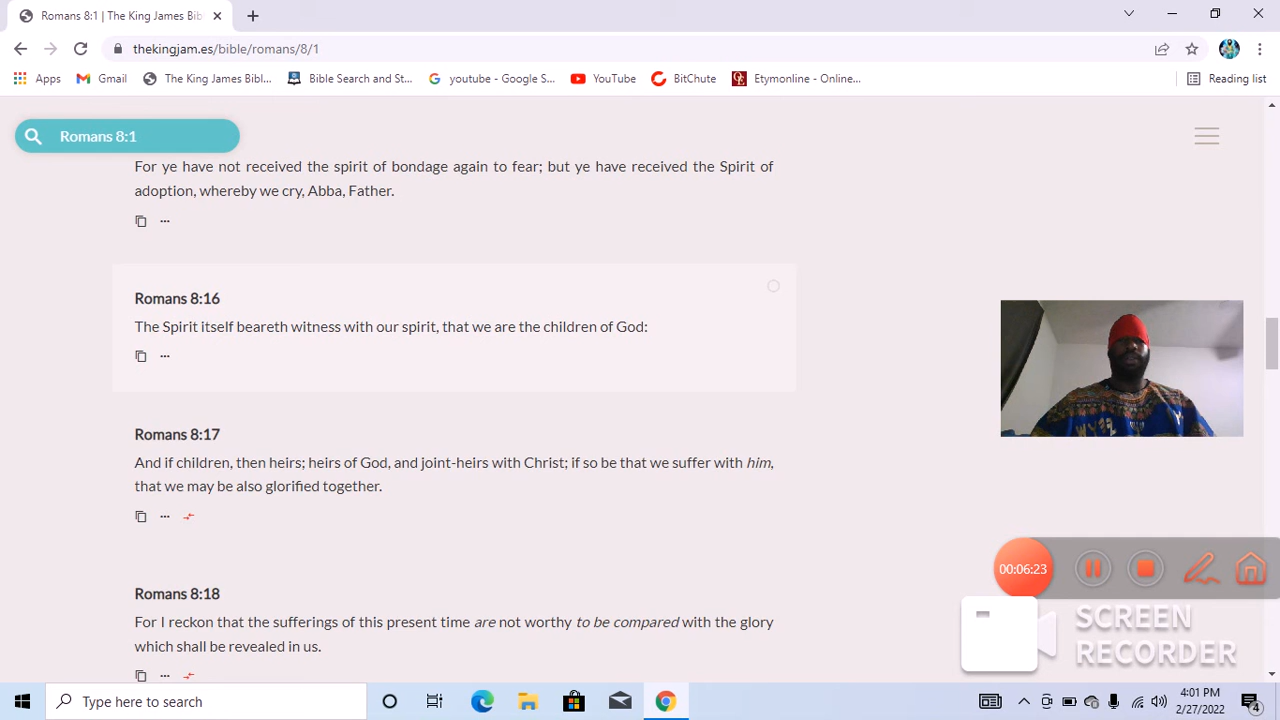 Romans 8:1 | The King James Bib
thekingjam.es/bible/romans/8/1
Apps Gmail The King James Bibl... Bible Search and St... youtube - Google S... YouTube BitChute Etymonline - Online... Reading list
Romans 8:1
For ye have not received the spirit of bondage again to fear; but ye have received the Spirit of
adoption, whereby we cry, Abba, Father.
Romans 8:16
The Spirit itself beareth witness with our spirit, that we are the children of God:
Romans 8:17
And if children, then heirs; heirs of God, and joint-heirs with Christ; if so be that we suffer with him,
that we may be also glorified together.
00:06:23
Romans 8:18
For I reckon that the sufferings of this present time are not worthy to be compared with the glory
which shall be revealed in us.
SCREEN
RECORDER
Type here to search
4:01 PM
2/27/2022
4